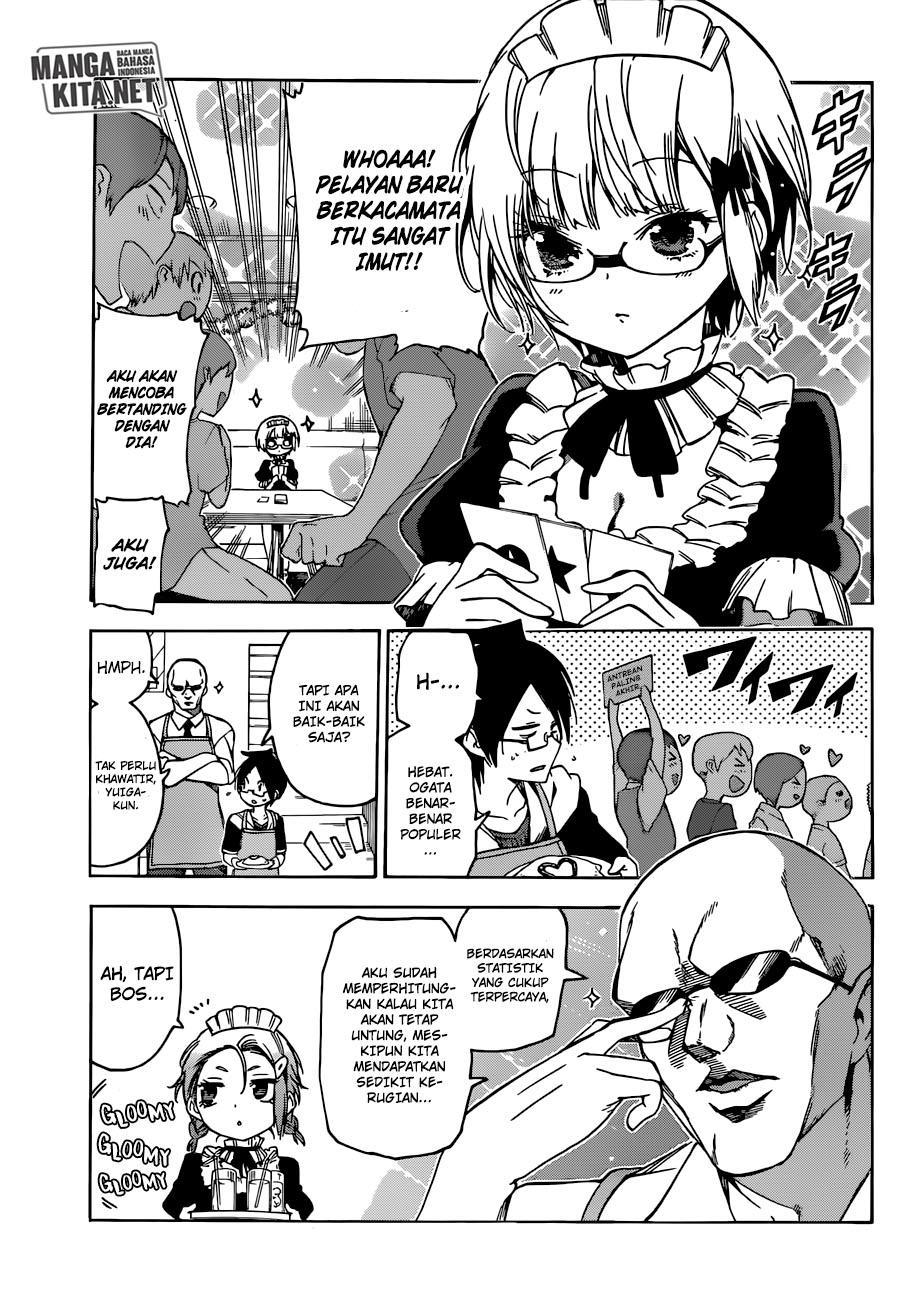 MANGA
KITA.NET
BACA MANGA
BAHASA
INDONESIA
WHOAAA!
PELAYAN BARU
BERKACAMATA
ITU SANGAT
IMUT!!
キラ
キラ
AKU AKAN
MENCOBA
BERTANDING
DENGAN
DIA!
AKU
JUGA!
HMPH.
TAK PERLU
KHAWATIR,
YUIGA-
KUN.
TAPI APA
INI AKAN
BAIK-BAIK
SAJA?
H-...
HEBAT.
OGATA
BENAR-
BENAR
POPULER
...
ANTREAN
PALING
AKHIR
ワイ
ワイ
BERDASARKAN
STATISTIK
YANG CUKUP
TERPERCAYA,
AKU SUDAH
MEMPERHITUNG-
KAN KALAU KITA
AKAN TETAP
UNTUNG, MES-
KIPUN KITA
MENDAPATKAN
SEDIKIT KE-
RUGIAN...
AH, TAPI
BOS...
GLOOMY
GLOOMY
GLOOMY